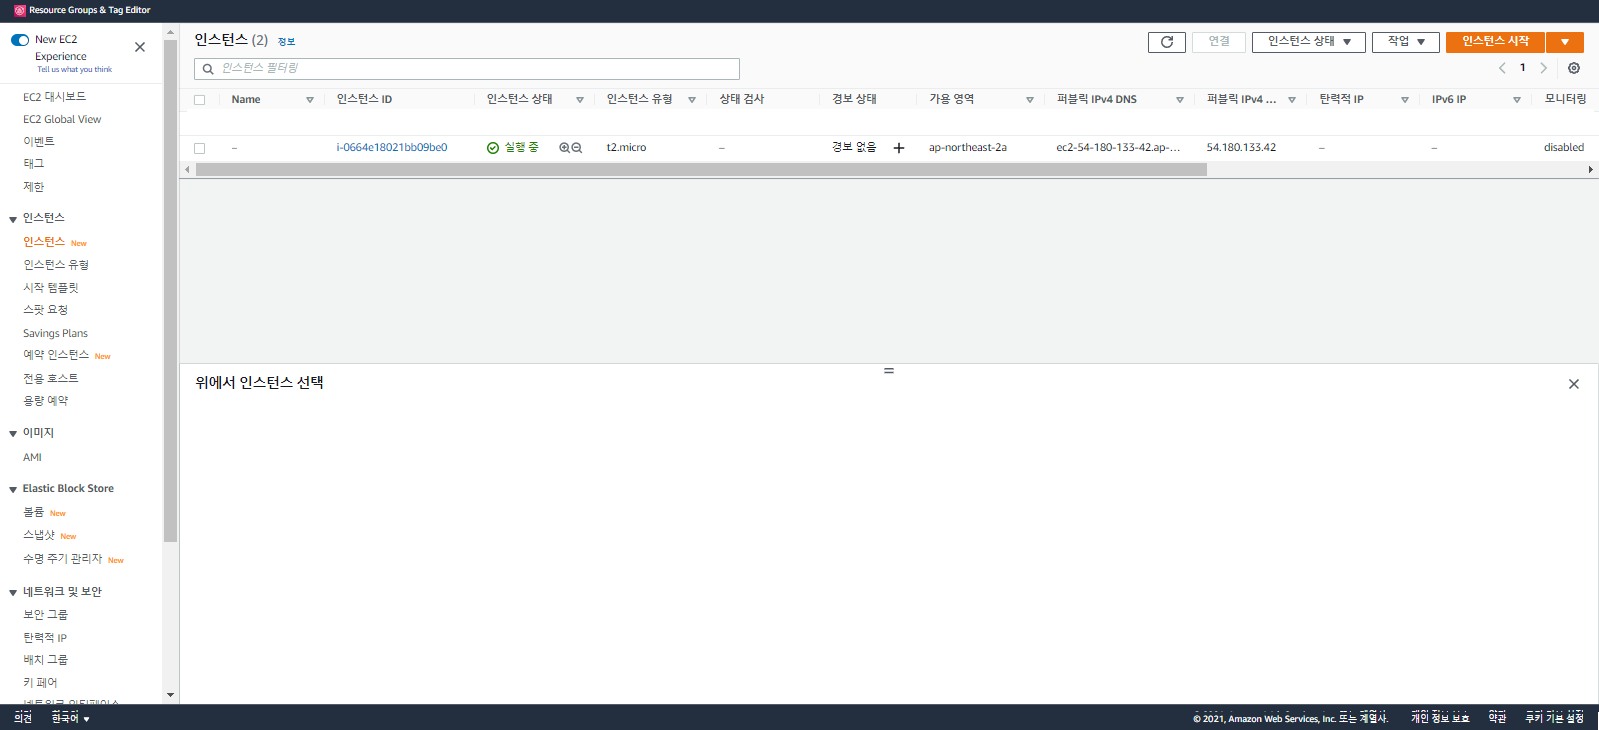 Resource Groups & Tag Editor
New EC2
Experience
Tell us what you think
EC2 대시보드
EC2 Global View
이벤트
태그
제한
인스턴스
인스턴스 New
인스턴스 유형
시작 템플릿
스팟 요청
Savings Plans
예약 인스턴스 New
전용 호스트
용량 예약
이미지
AMI
Elastic Block Store
볼륨 New
스냅샷 New
수명 주기 관리자 New
네트워크 및 보안
보안 그룹
탄력적 IP
배치 그룹
키 페어
네트워크 인터페이스
인스턴스 (2) 정보
연결 인스턴스 상태 작업 인스턴스 시작
인스턴스 필터링
1
Name 인스턴스 ID 인스턴스 상태 인스턴스 유형 상태 검사 경보 상태 가용 영역 퍼블릭 IPv4 DNS 퍼블릭 IPv4 ... 탄력적 IP IPv6 IP 모니터링
– i-0664e18021bb09be0 실행 중 t2.micro – 경보 없음 + ap-northeast-2a ec2-54-180-133-42.ap-... 54.180.133.42 – – disabled
위에서 인스턴스 선택
의견 한국어 © 2021, Amazon Web Services, Inc. 또는 계열사. 개인 정보 보호 약관 쿠키 기본 설정